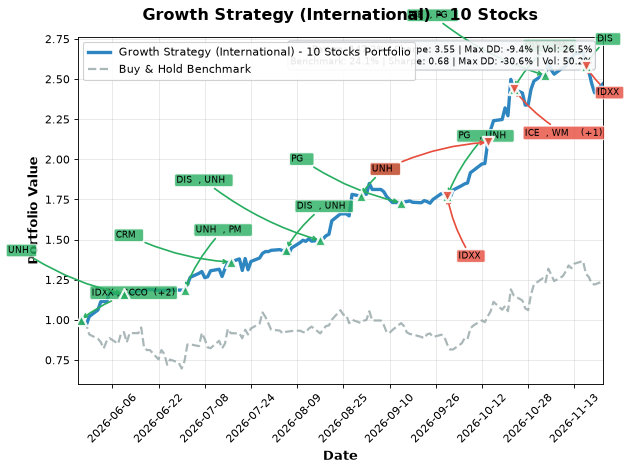 Growth Strategy (International) - 10 Stocks
, PG
DIS
Growth Strategy (International) - 10 Stocks Portfolio
Buy & Hold Benchmark
pe: 3.55 | Max DD: -9.4% | Vol: 26.5%
Benchmark: 24.1% | Sharpe: 0.68 | Max DD: -30.6% | Vol: 50.2%
IDXX
ICE , WM (+1)
PG , UNH
PG
UNH
DIS , UNH
DIS , UNH
UNH , PM
CRM
UNH
IDXX
IDXX , CCO (+2)
2.75
2.50
2.25
2.00
1.75
1.50
1.25
1.00
0.75
Portfolio Value
2026-06-06
2026-06-22
2026-07-08
2026-07-24
2026-08-09
2026-08-25
2026-09-10
2026-09-26
2026-10-12
2026-10-28
2026-11-13
Date